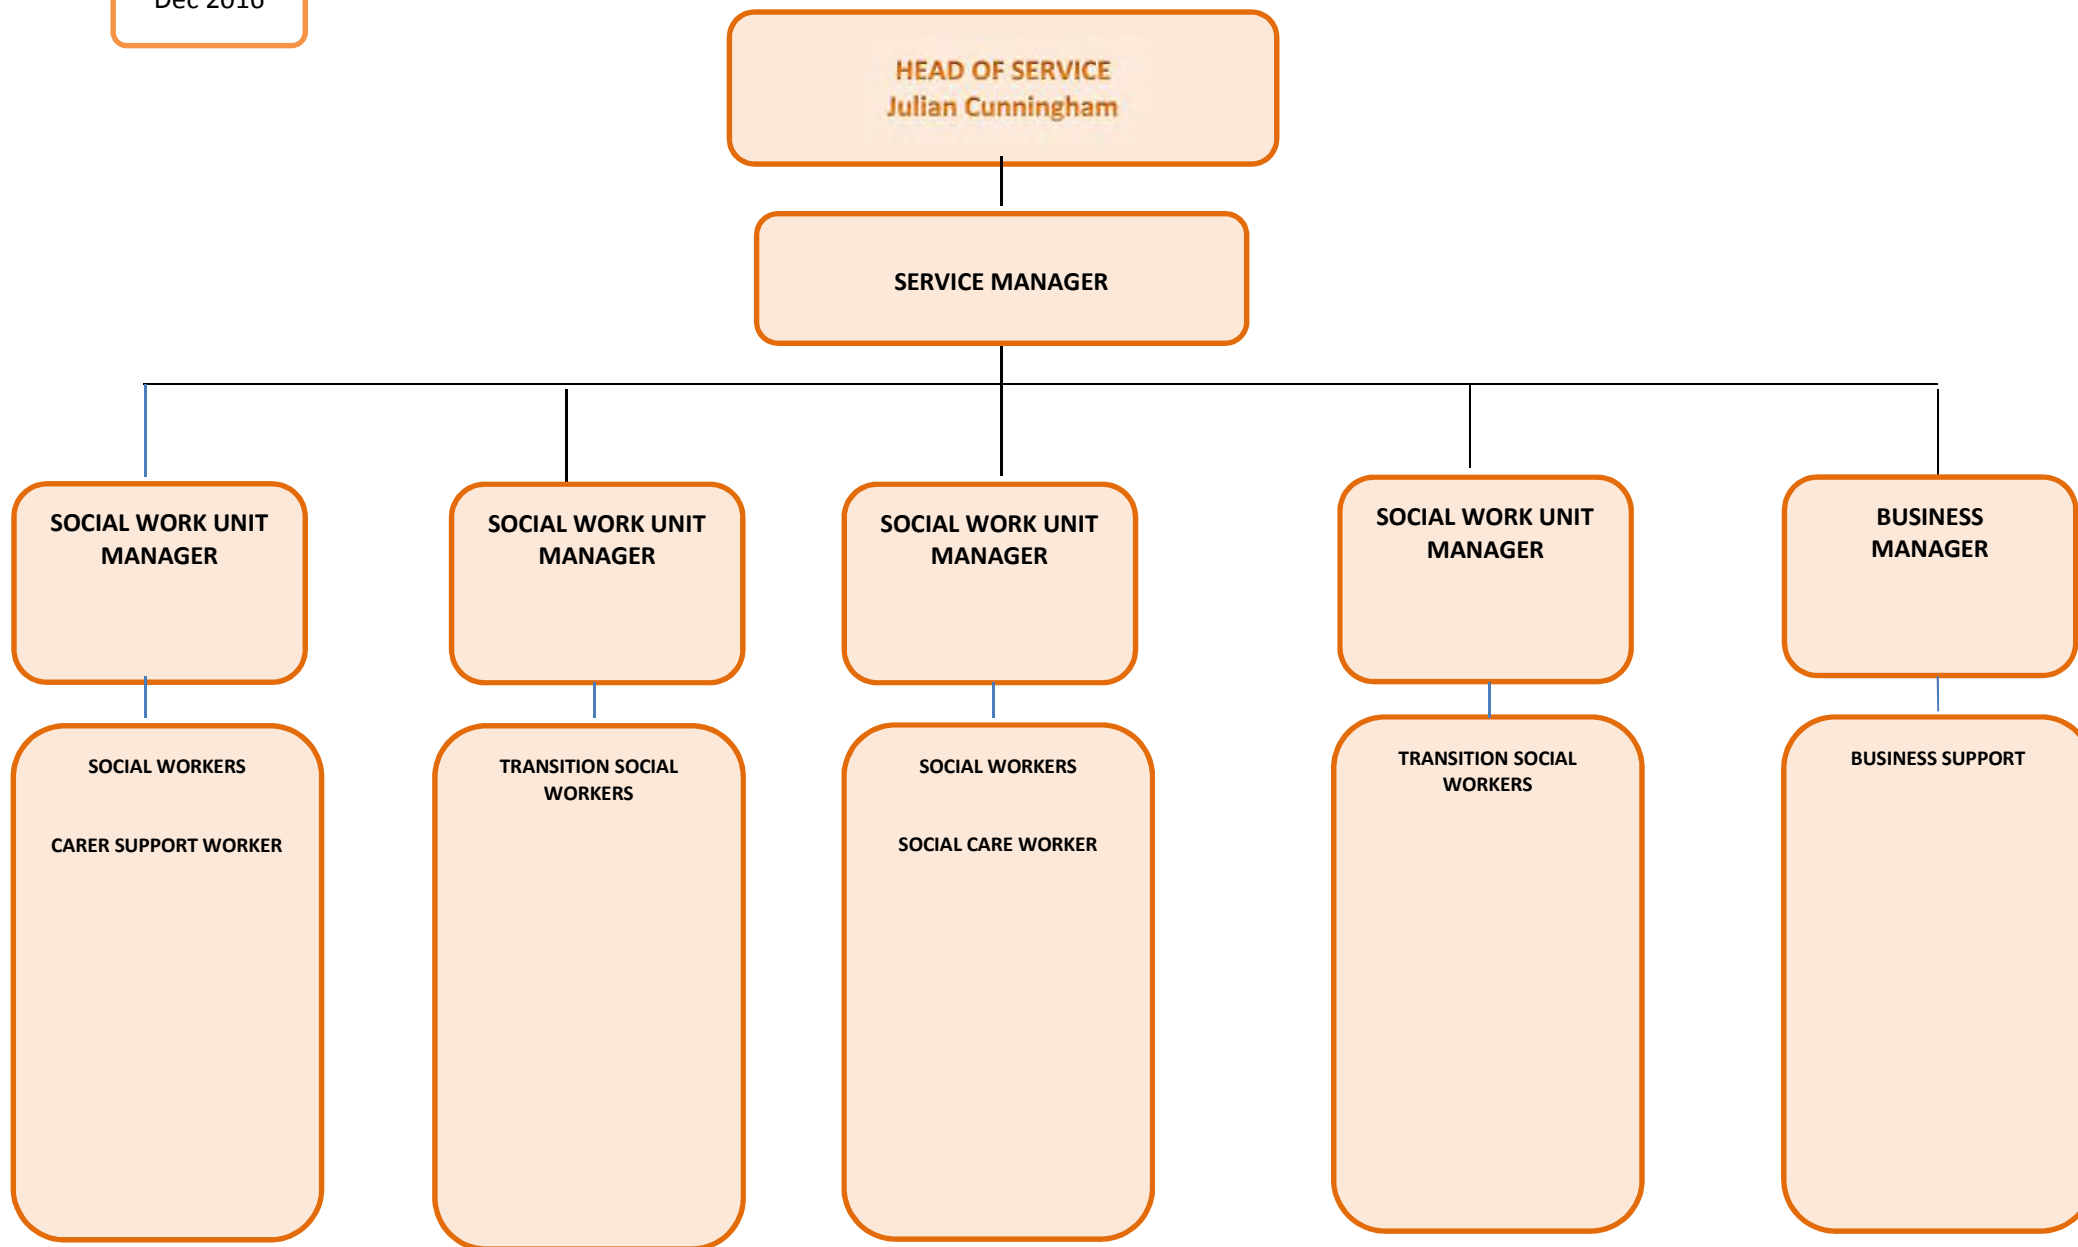 Dec 2016
HEAD OF SERVICE
Julian Cunningham
SERVICE MANAGER
SOCIAL WORK UNIT
MANAGER
SOCIAL WORK UNIT
MANAGER
SOCIAL WORK UNIT
MANAGER
SOCIAL WORK UNIT
MANAGER
BUSINESS
MANAGER
SOCIAL WORKERS
CARER SUPPORT WORKER
TRANSITION SOCIAL
WORKERS
SOCIAL WORKERS
SOCIAL CARE WORKER
TRANSITION SOCIAL
WORKERS
BUSINESS SUPPORT